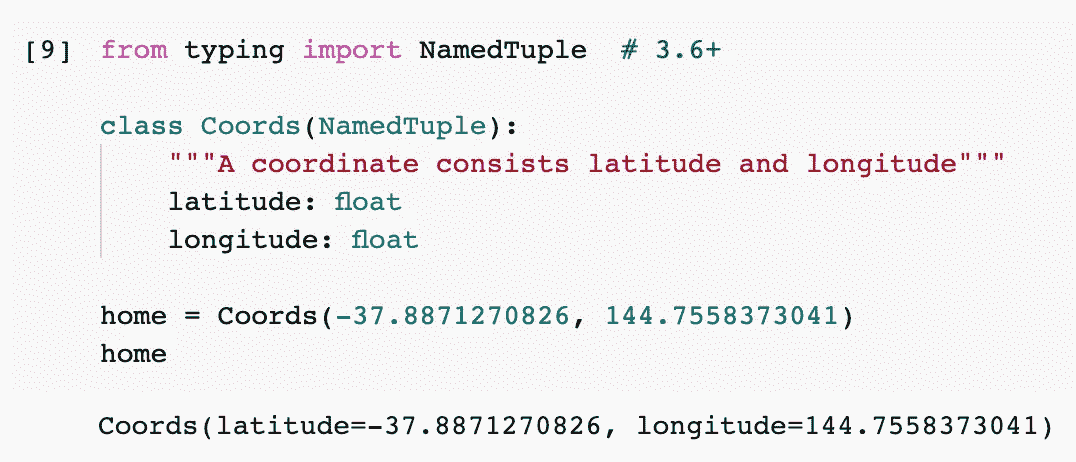 [9] from typing import NamedTuple  # 3.6+
class Coords(NamedTuple):
    """A coordinate consists latitude and longitude"""
    latitude: float
    longitude: float
home = Coords(-37.8871270826, 144.7558373041)
home
Coords(latitude=-37.8871270826, longitude=144.7558373041)